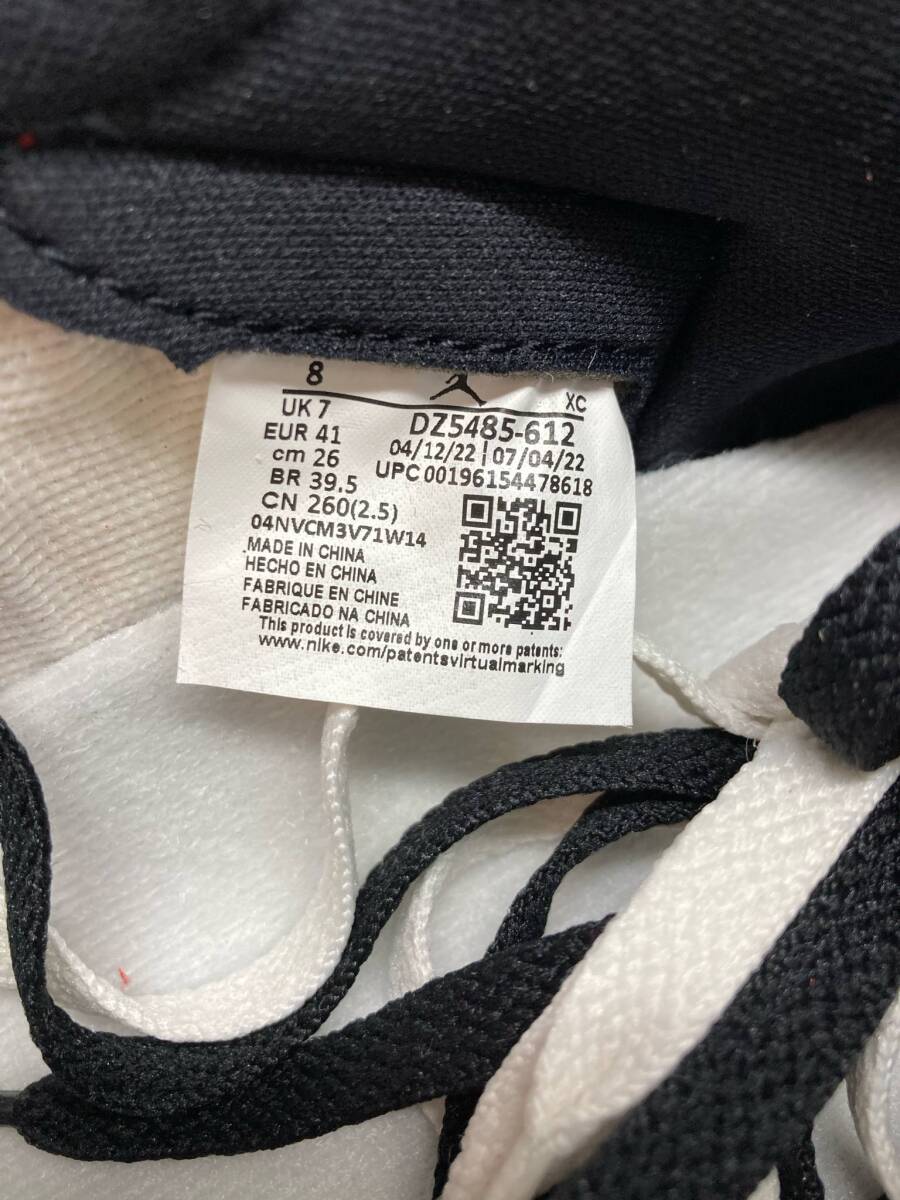 8
XC
UK 7
EUR 41
cm 26
BR 39.5
CN 260(2.5)
04NVCM3V71W14
DZ5485-612
04/12/22 | 07/04/22
UPC 00196154478618
MADE IN CHINA
HECHO EN CHINA
FABRIQUE EN CHINE
FABRICADO NA CHINA
This product is covered by one or more patents:
www.nike.com/patentsvirtualmarking